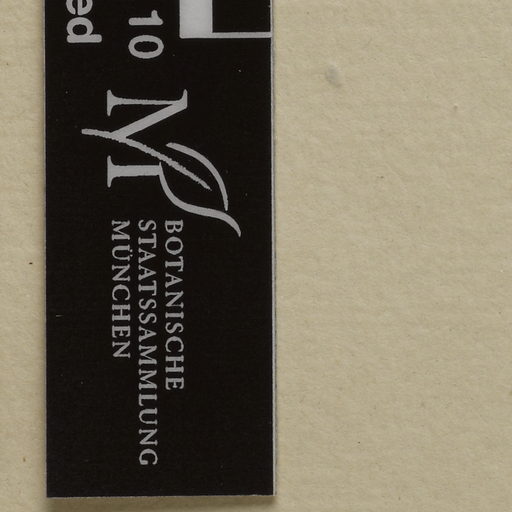 10
ed
M
BOTANISCHE
STAATSSAMMLUNG
MÜNCHEN